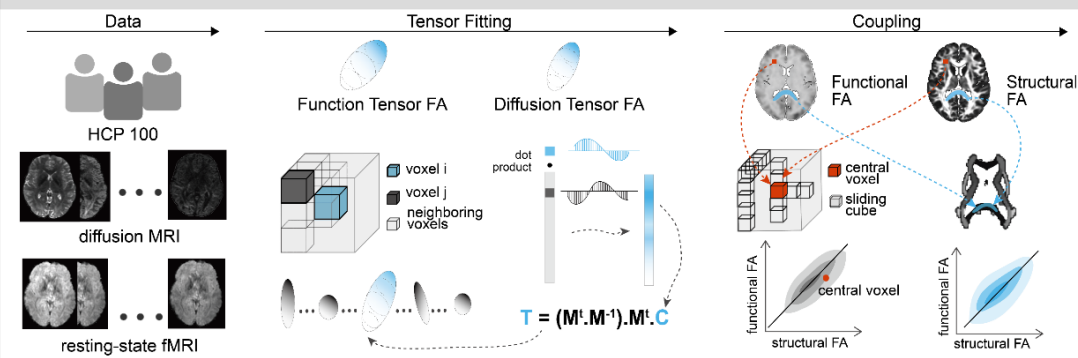 Data
Tensor Fitting
Coupling
HCP 100
diffusion MRI
resting-state fMRI
Function Tensor FA
Diffusion Tensor FA
voxel i
voxel j
neighboring
voxels
dot
product
T = (Mᵗ.M⁻¹).Mᵗ.C
Functional
FA
Structural
FA
central
voxel
sliding
cube
functional FA
central voxel
structural FA
functional FA
structural FA